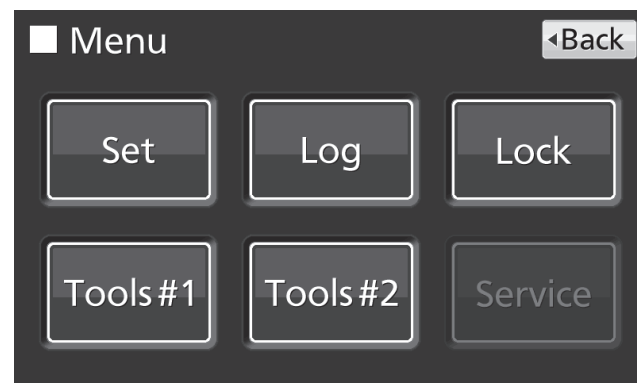 Menu
◂Back
Set
Log
Lock
Tools #1
Tools #2
Service